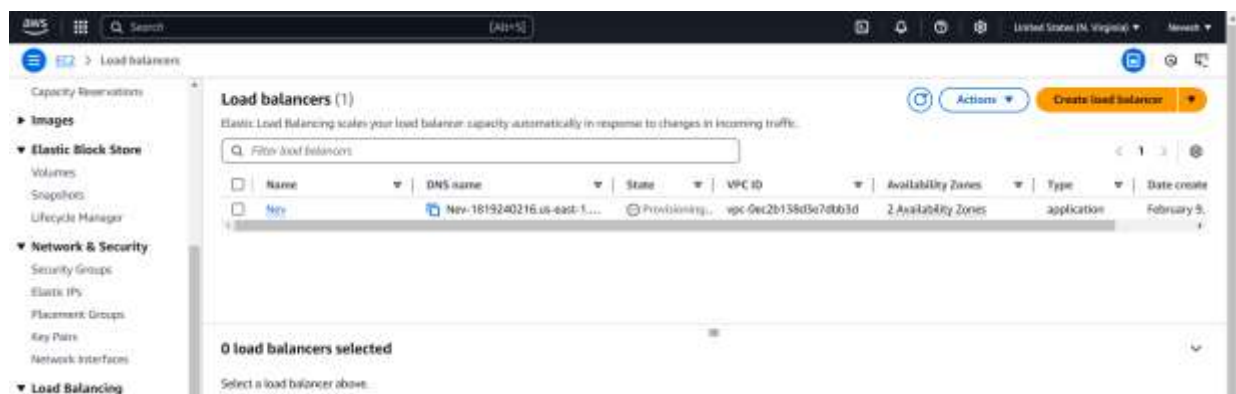 aws Search [Alt+S] United States (N. Virginia)
EC2 > Load balancers
Capacity Reservations
Images
Elastic Block Store
Volumes
Snapshots
Lifecycle Manager
Network & Security
Security Groups
Elastic IPs
Placement Groups
Key Pairs
Network Interfaces
Load Balancing
Load balancers (1) Actions Create load balancer
Elastic Load Balancing scales your load balancer capacity automatically in response to changes in incoming traffic.
Filter load balancers 1
Name DNS name State VPC ID Availability Zones Type Date create
Nev Nev-1819240216.us-east-1.... Provisioning... 2 Availability Zones application February 9,
0 load balancers selected
Select a load balancer above.